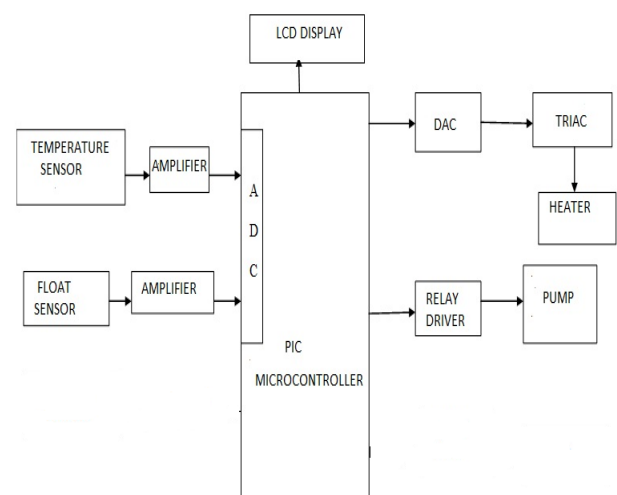 LCD DISPLAY
TEMPERATURE
SENSOR
AMPLIFIER
A
D
C
DAC
TRIAC
HEATER
FLOAT
SENSOR
AMPLIFIER
RELAY
DRIVER
PUMP
PIC
MICROCONTROLLER